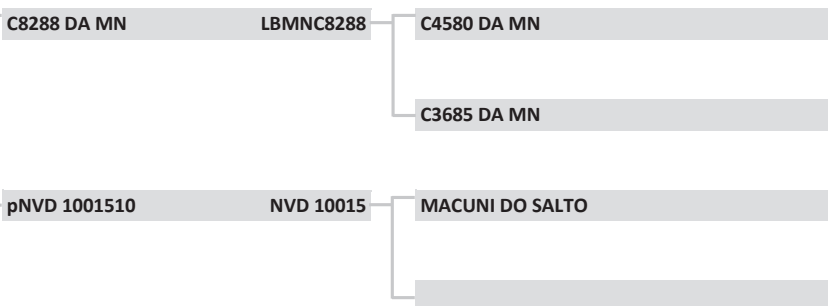 C8288 DA MN LBMNC8288 C4580 DA MN
C3685 DA MN
pNVD 1001510 NVD 10015 MACUNI DO SALTO